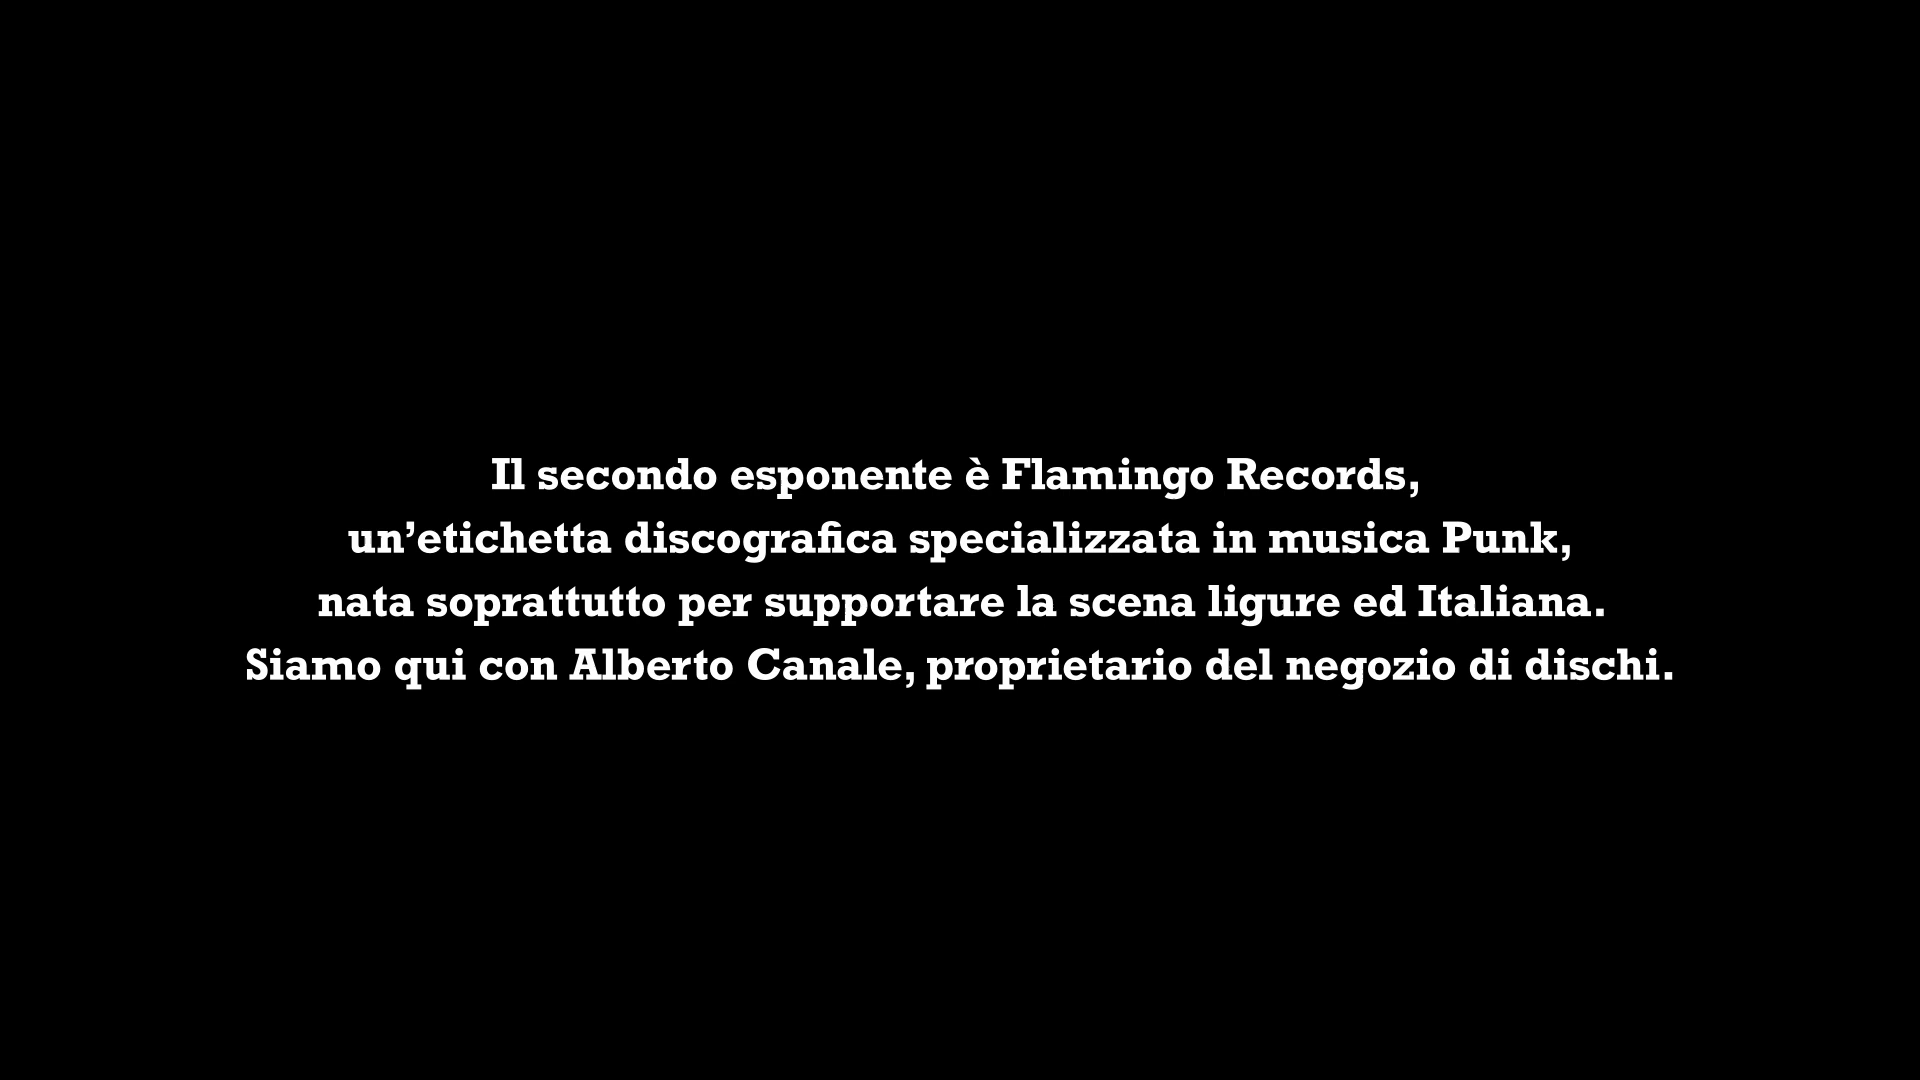 Il secondo esponente è Flamingo Records,
un’etichetta discografica specializzata in musica Punk,
nata soprattutto per supportare la scena ligure ed Italiana.
Siamo qui con Alberto Canale, proprietario del negozio di dischi.